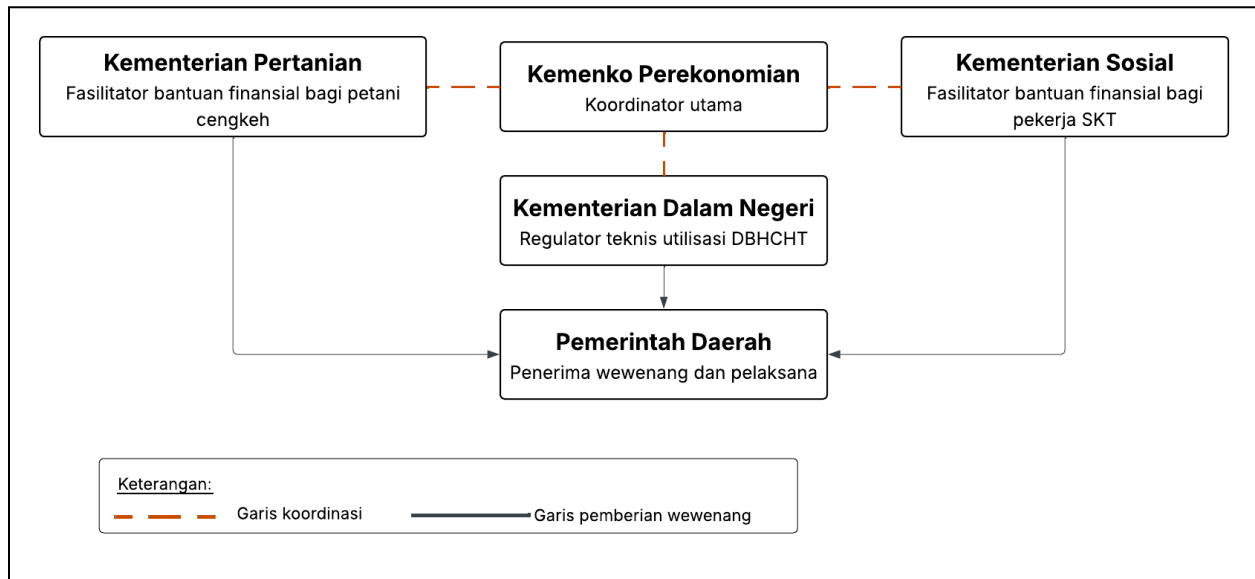 Kementerian Pertanian
Fasilitator bantuan finansial bagi petani
cengkeh
Kemenko Perekonomian
Koordinator utama
Kementerian Sosial
Fasilitator bantuan finansial bagi
pekerja SKT
Kementerian Dalam Negeri
Regulator teknis utilisasi DBHCHT
Pemerintah Daerah
Penerima wewenang dan pelaksana
Keterangan:
Garis koordinasi
Garis pemberian wewenang